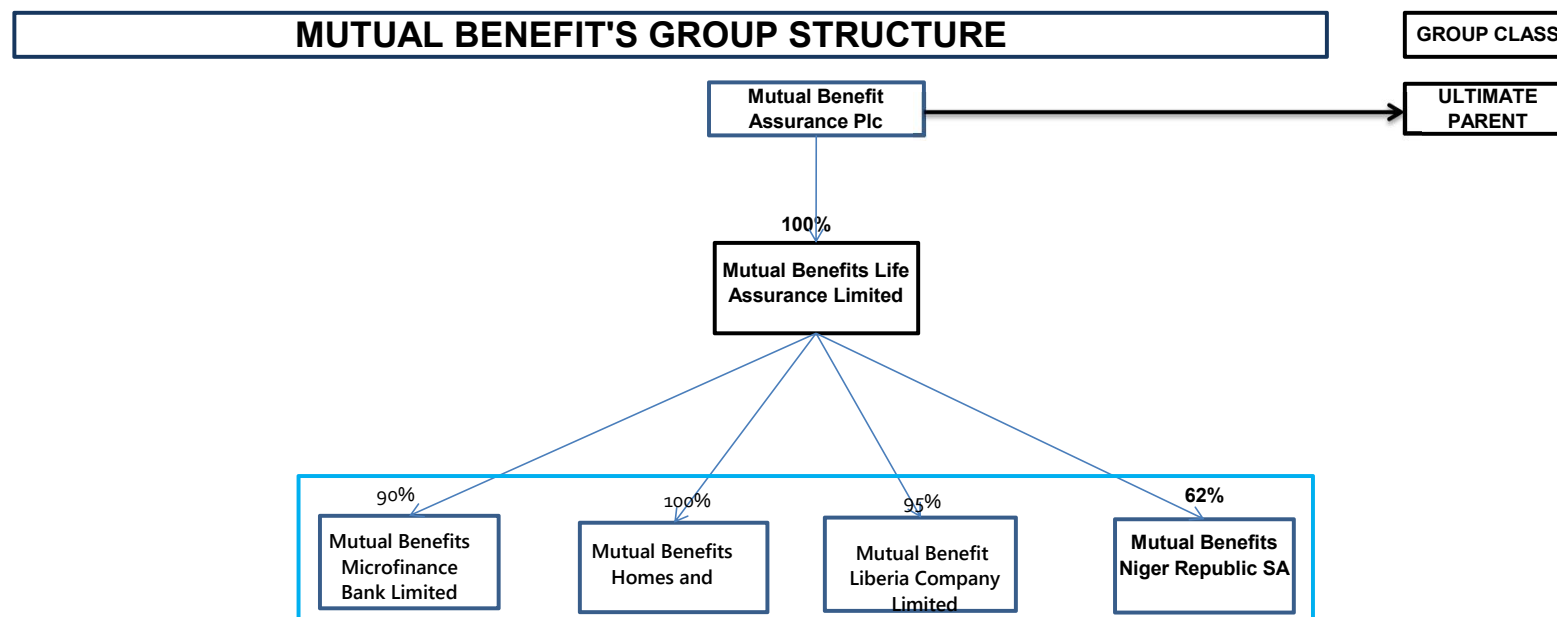 MUTUAL BENEFIT'S GROUP STRUCTURE
GROUP CLASS
Mutual Benefit
Assurance Plc
ULTIMATE
PARENT
100%
Mutual Benefits Life
Assurance Limited
90%
100%
95%
62%
Mutual Benefits
Microfinance
Bank Limited
Mutual Benefits
Homes and
Mutual Benefit
Liberia Company
Limited
Mutual Benefits
Niger Republic SA